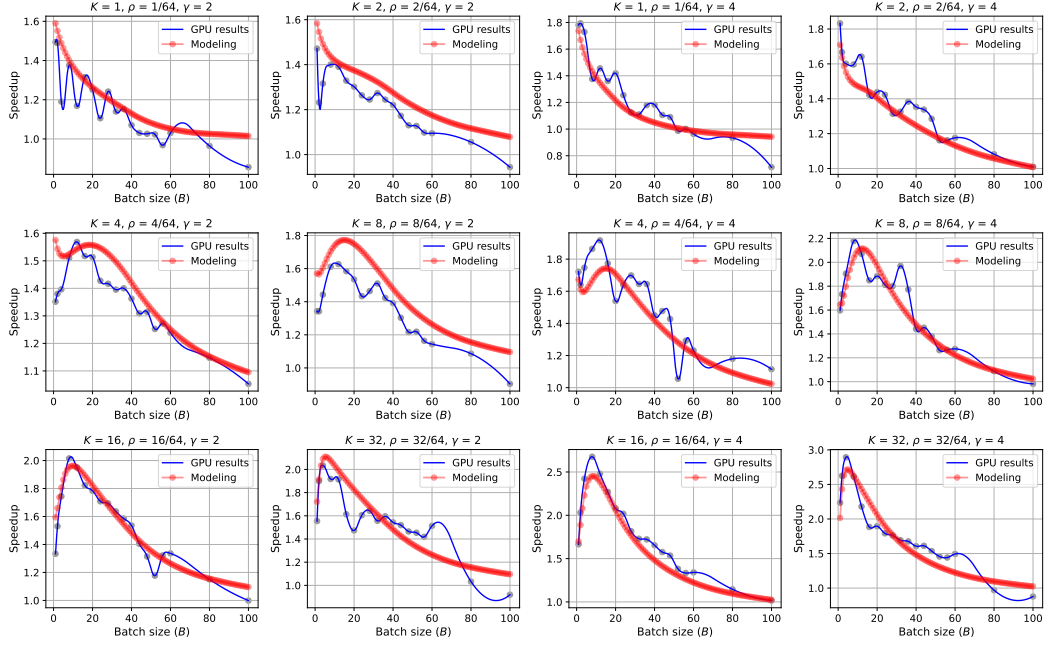 K = 1, ρ = 1/64, γ = 2
GPU results
Modeling
Speedup
1.6
1.4
1.2
1.0
0 20 40 60 80 100
Batch size (B)
K = 2, ρ = 2/64, γ = 2
GPU results
Modeling
Speedup
1.6
1.4
1.2
1.0
0 20 40 60 80 100
Batch size (B)
K = 1, ρ = 1/64, γ = 4
GPU results
Modeling
Speedup
1.8
1.6
1.4
1.2
1.0
0.8
0 20 40 60 80 100
Batch size (B)
K = 2, ρ = 2/64, γ = 4
GPU results
Modeling
Speedup
1.8
1.6
1.4
1.2
1.0
0 20 40 60 80 100
Batch size (B)
K = 4, ρ = 4/64, γ = 2
GPU results
Modeling
Speedup
1.6
1.5
1.4
1.3
1.2
1.1
0 20 40 60 80 100
Batch size (B)
K = 8, ρ = 8/64, γ = 2
GPU results
Modeling
Speedup
1.8
1.6
1.4
1.2
1.0
0 20 40 60 80 100
Batch size (B)
K = 4, ρ = 4/64, γ = 4
GPU results
Modeling
Speedup
1.8
1.6
1.4
1.2
1.0
0 20 40 60 80 100
Batch size (B)
K = 8, ρ = 8/64, γ = 4
GPU results
Modeling
Speedup
2.2
2.0
1.8
1.6
1.4
1.2
1.0
0 20 40 60 80 100
Batch size (B)
K = 16, ρ = 16/64, γ = 2
GPU results
Modeling
Speedup
2.0
1.8
1.6
1.4
1.2
1.0
0 20 40 60 80 100
Batch size (B)
K = 32, ρ = 32/64, γ = 2
GPU results
Modeling
Speedup
2.0
1.8
1.6
1.4
1.2
1.0
0 20 40 60 80 100
Batch size (B)
K = 16, ρ = 16/64, γ = 4
GPU results
Modeling
Speedup
2.5
2.0
1.5
1.0
0 20 40 60 80 100
Batch size (B)
K = 32, ρ = 32/64, γ = 4
GPU results
Modeling
Speedup
3.0
2.5
2.0
1.5
1.0
0 20 40 60 80 100
Batch size (B)